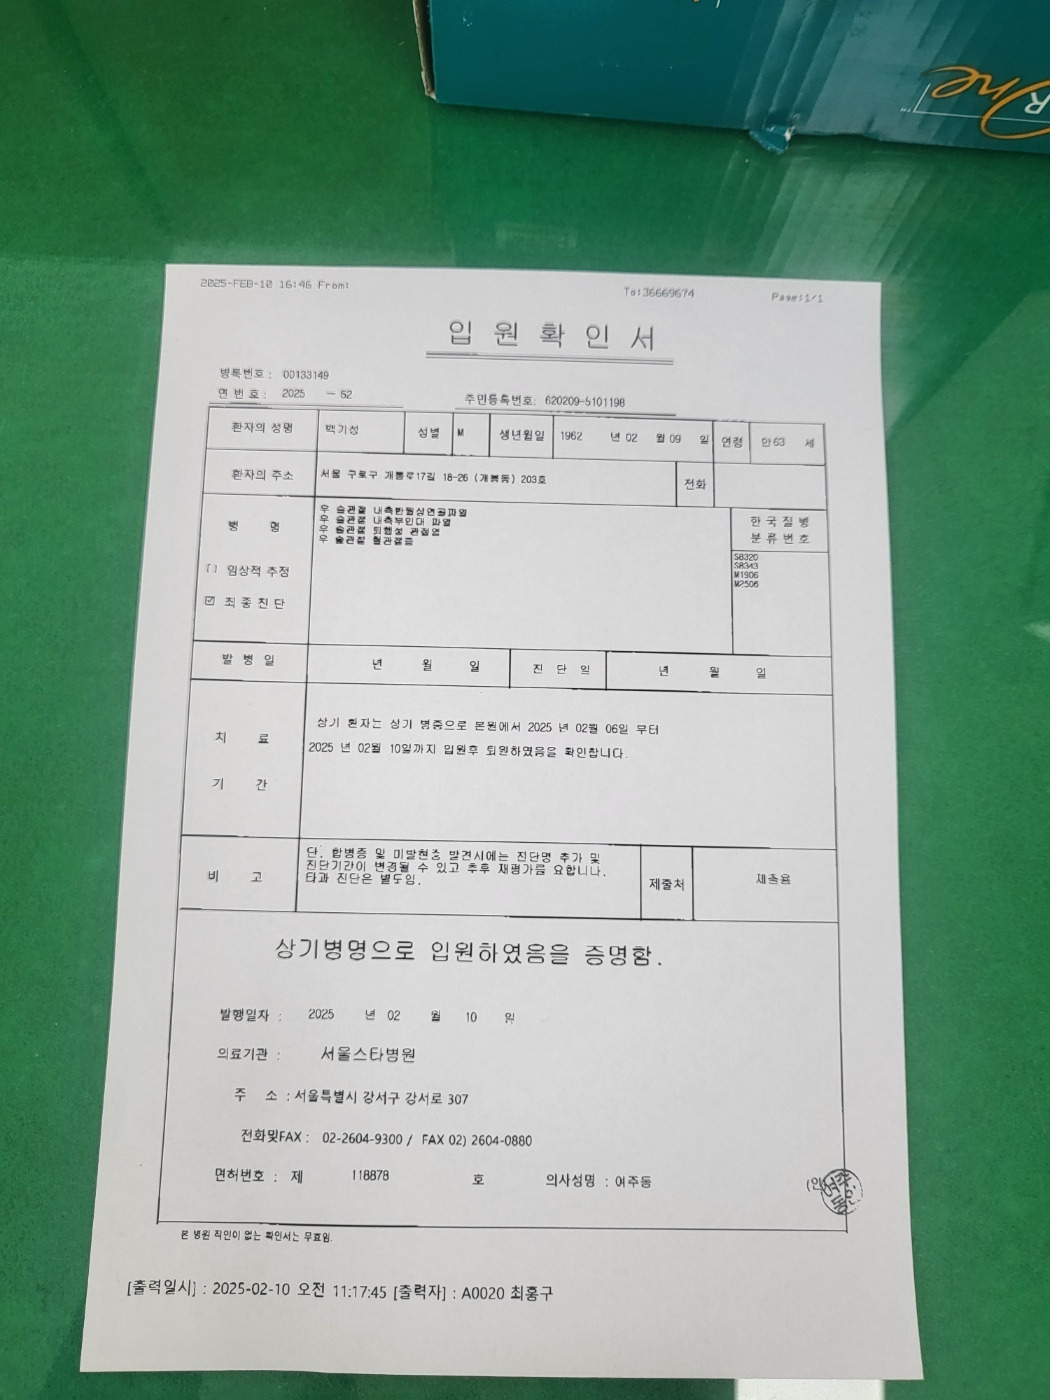 One
R
2025-FEB-10 16:46 From: To:36669674 Page:1/1
입원확인서
병록번호 : 00133149
연번호 : 2025 - 62 주민등록번호: 620209-5101198
환자의 성명 백기성 성별 M 생년월일 1962 년 02 월 09 일 연령 만 63 세
환자의 주소 서울 구로구 개봉로17길 18-26 (개봉동) 203호 전화
병 명 한국질병 분류번호
우 슬관절 내측반월상연골파열 S8320
우 슬관절 내측부인대 파열 S8343
우 슬관절 퇴행성 관절염 M1906
우 슬관절 혈관절증 M2506
[ ] 임상적 추정
☑ 최종진단
발병일 년 월 일 진단일 년 월 일
치료 기간
상기 환자는 상기 병증으로 본원에서 2025 년 02월 06일 부터
2025 년 02월 10일까지 입원후 퇴원하였음을 확인합니다.
비고
단, 합병증 및 미발현증 발견시에는 진단명 추가 및
진단기간이 변경될 수 있고 추후 재평가를 요합니다.
타과 진단은 별도임.
제출처 제출용
상기병명으로 입원하였음을 증명함.
발행일자 : 2025 년 02 월 10 일
의료기관 : 서울스타병원
주 소 : 서울특별시 강서구 강서로 307
전화및FAX : 02-2604-9300 / FAX 02) 2604-0880
면허번호 : 제 118878 호 의사성명 : 여주동 (인)
본 병원 직인이 없는 확인서는 무효임.
[출력일시] : 2025-02-10 오전 11:17:45 [출력자] : A0020 최홍구